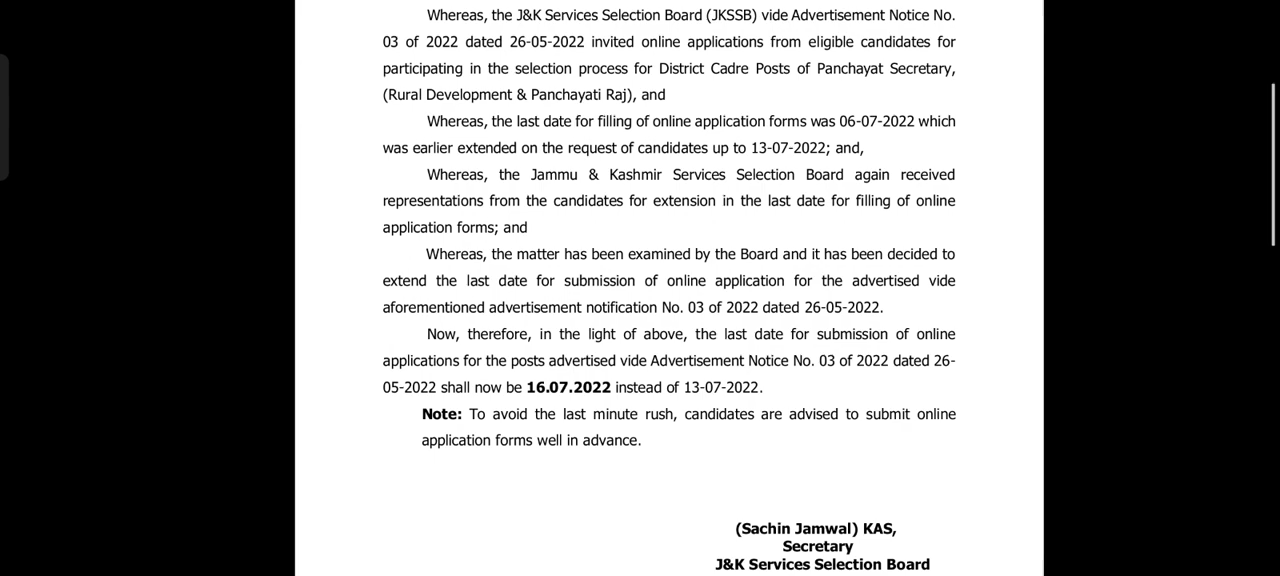 Whereas, the J&K Services Selection Board (JKSSB) vide Advertisement Notice No.
03 of 2022 dated 26-05-2022 invited online applications from eligible candidates for
participating in the selection process for District Cadre Posts of Panchayat Secretary,
(Rural Development & Panchayati Raj), and
Whereas, the last date for filling of online application forms was 06-07-2022 which
was earlier extended on the request of candidates up to 13-07-2022; and,
Whereas, the Jammu & Kashmir Services Selection Board again received
representations from the candidates for extension in the last date for filling of online
application forms; and
Whereas, the matter has been examined by the Board and it has been decided to
extend the last date for submission of online application for the advertised vide
aforementioned advertisement notification No. 03 of 2022 dated 26-05-2022.
Now, therefore, in the light of above, the last date for submission of online
applications for the posts advertised vide Advertisement Notice No. 03 of 2022 dated 26-
05-2022 shall now be 16.07.2022 instead of 13-07-2022.
Note: To avoid the last minute rush, candidates are advised to submit online
application forms well in advance.
(Sachin Jamwal) KAS,
Secretary
J&K Services Selection Board